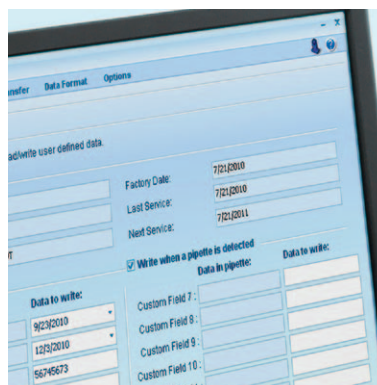 ansfer Data Format Options
ad/write user defined data.
Factory Date: 7/21/2010
Last Service: 7/21/2010
Next Service: 7/21/2011
Write when a pipette is detected
Data to write:
9/23/2010
12/3/2010
56745673
Data in pipette: Data to write:
Custom Field 7 :
Custom Field 8 :
Custom Field 9 :
Custom Field 10 :